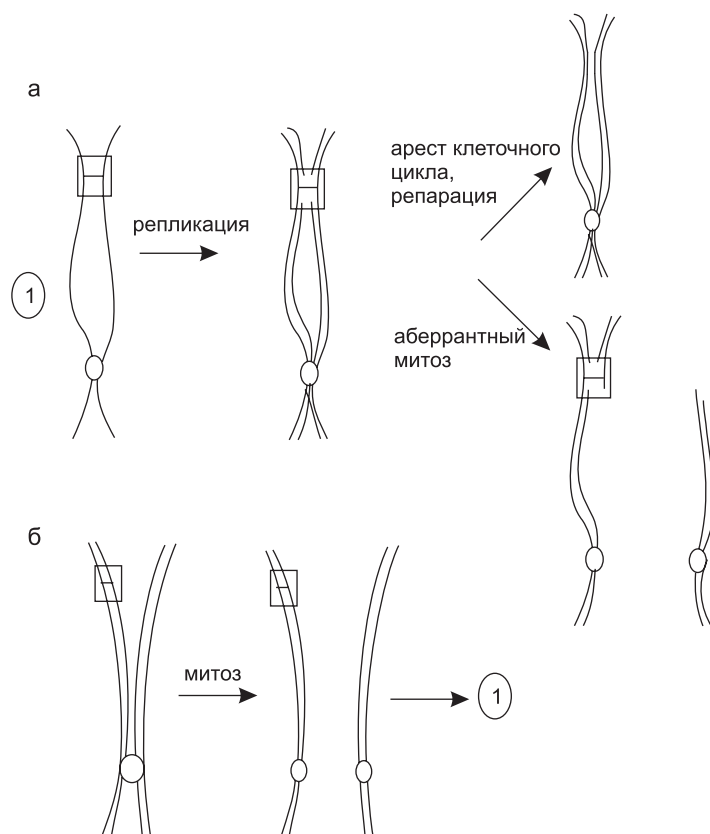 а
арест клеточного
цикла,
репарация
репликация
1
аберрантный
митоз
б
митоз
1